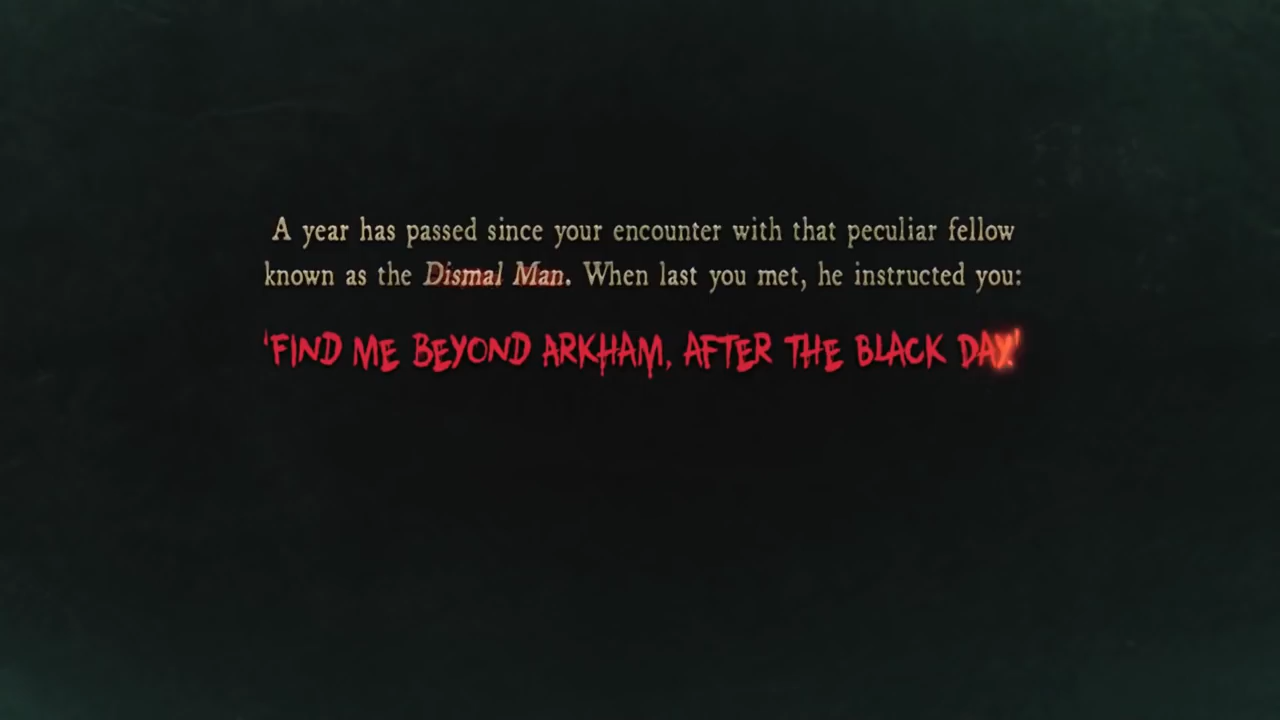 A year has passed since your encounter with that peculiar fellow
known as the Dismal Man. When last you met, he instructed you:
'FIND ME BEYOND ARKHAM, AFTER THE BLACK DAY.'